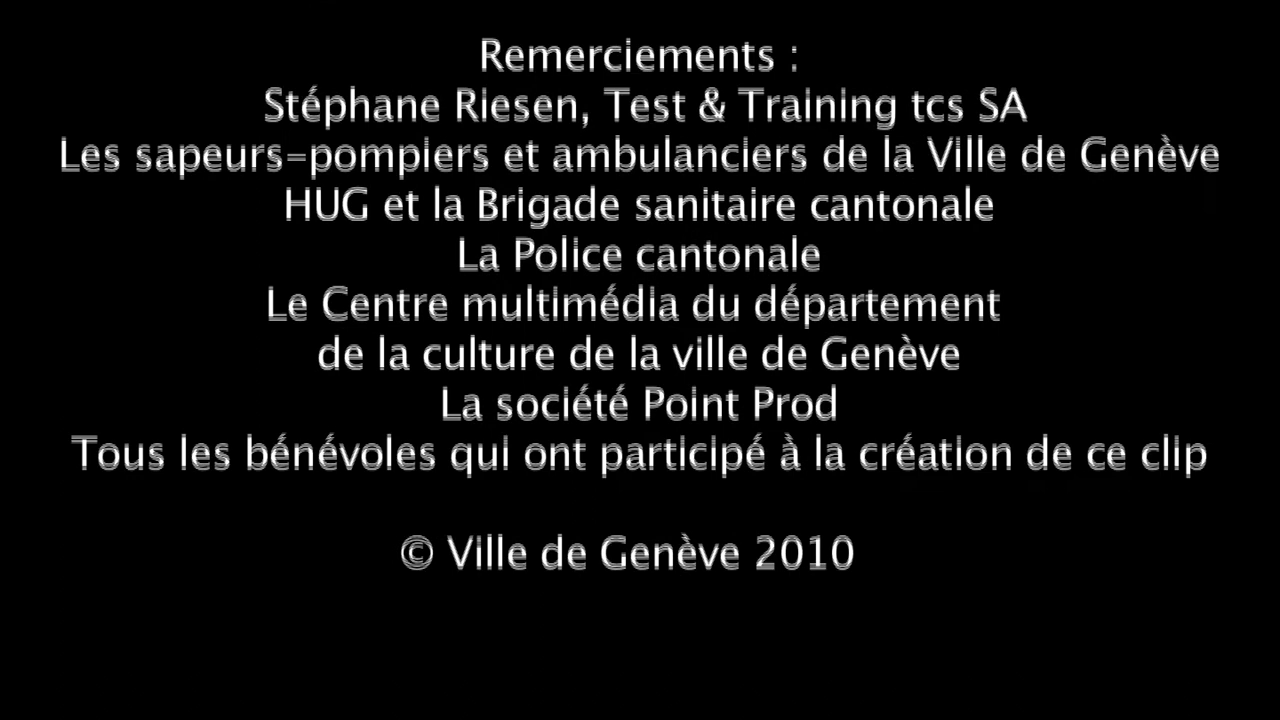 Remerciements :
Stéphane Riesen, Test & Training tcs SA
Les sapeurs-pompiers et ambulanciers de la Ville de Genève
HUG et la Brigade sanitaire cantonale
La Police cantonale
Le Centre multimédia du département
de la culture de la ville de Genève
La société Point Prod
Tous les bénévoles qui ont participé à la création de ce clip
© Ville de Genève 2010